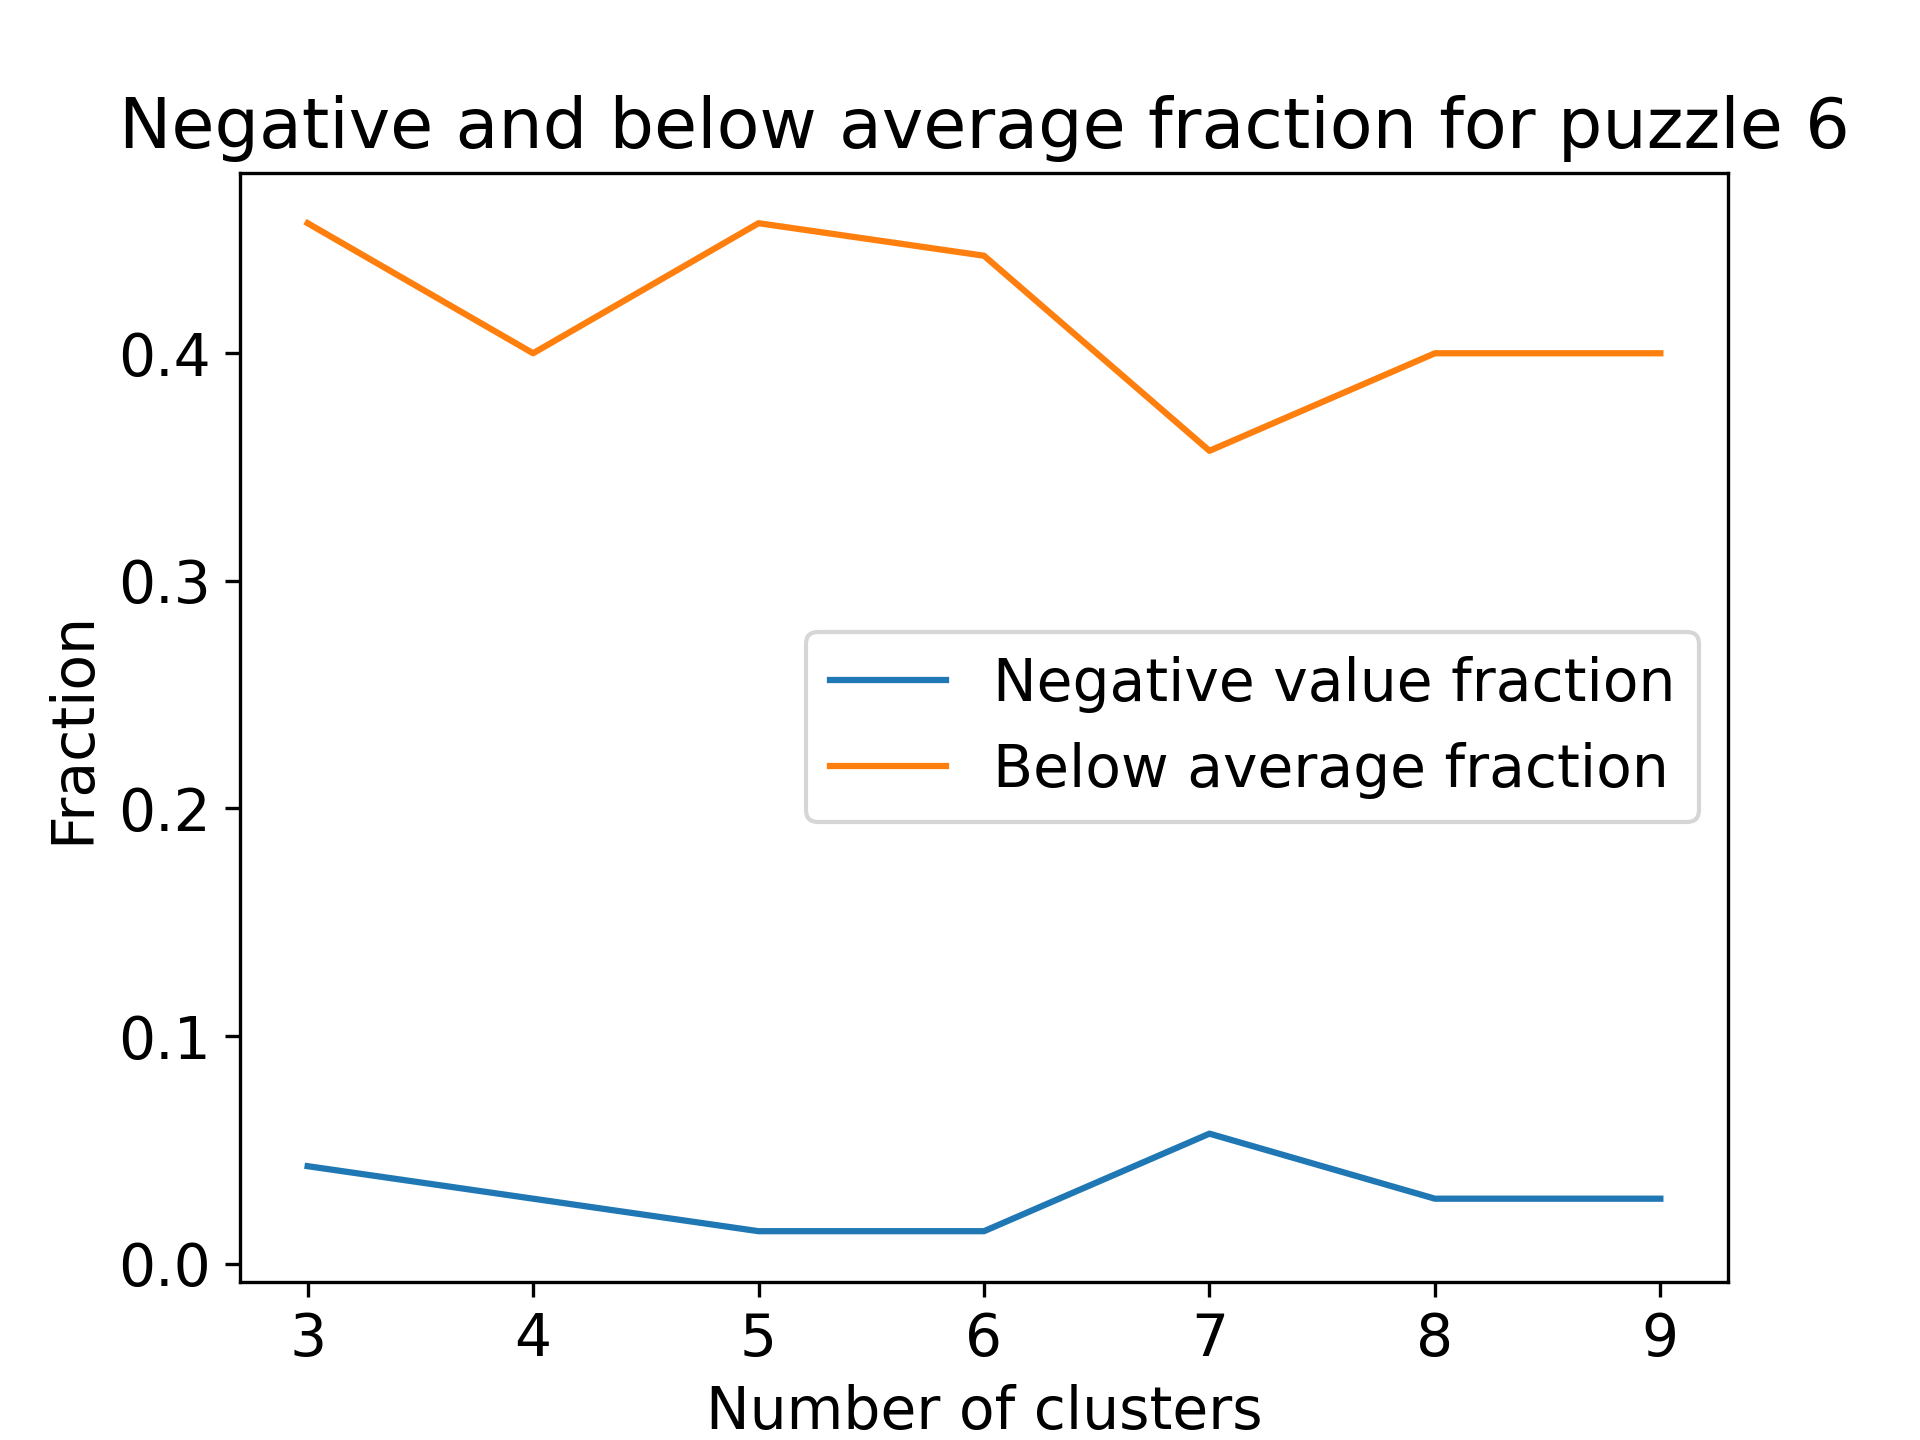 Negative and below average fraction for puzzle 6
0.4
0.3
0.2
0.1
0.0
Fraction
Negative value fraction
Below average fraction
3 4 5 6 7 8 9
Number of clusters